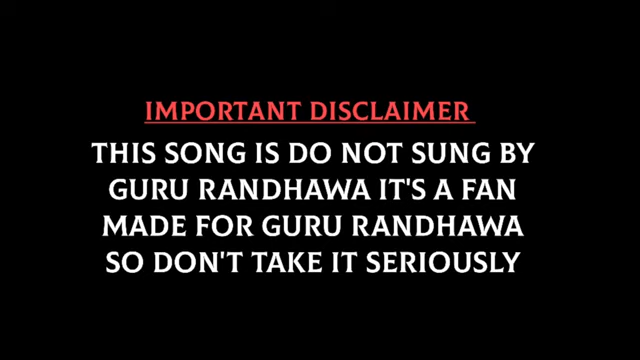 IMPORTANT DISCLAIMER
THIS SONG IS DO NOT SUNG BY
GURU RANDHAWA IT'S A FAN
MADE FOR GURU RANDHAWA
SO DON'T TAKE IT SERIOUSLY